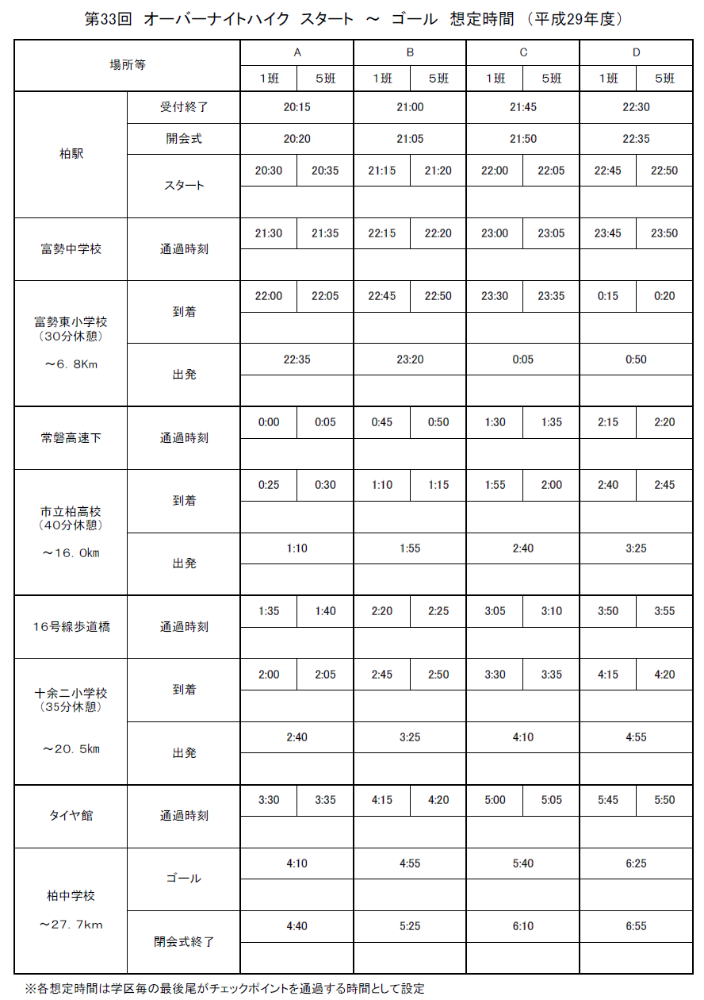 第33回 オーバーナイトハイク スタート ～ ゴール 想定時間 (平成29年度)
場所等 A B C D
1班 5班 1班 5班 1班 5班 1班 5班
柏駅 受付終了 20:15 21:00 21:45 22:30
開会式 20:20 21:05 21:50 22:35
スタート 20:30 20:35 21:15 21:20 22:00 22:05 22:45 22:50
富勢中学校 通過時刻 21:30 21:35 22:15 22:20 23:00 23:05 23:45 23:50
富勢東小学校
(30分休憩)
～6.8Km
到着 22:00 22:05 22:45 22:50 23:30 23:35 0:15 0:20
出発 22:35 23:20 0:05 0:50
常磐高速下 通過時刻 0:00 0:05 0:45 0:50 1:30 1:35 2:15 2:20
市立柏高校
(40分休憩)
～16.0㎞
到着 0:25 0:30 1:10 1:15 1:55 2:00 2:40 2:45
出発 1:10 1:55 2:40 3:25
16号線歩道橋 通過時刻 1:35 1:40 2:20 2:25 3:05 3:10 3:50 3:55
十余二小学校
(35分休憩)
～20.5㎞
到着 2:00 2:05 2:45 2:50 3:30 3:35 4:15 4:20
出発 2:40 3:25 4:10 4:55
タイヤ館 通過時刻 3:30 3:35 4:15 4:20 5:00 5:05 5:45 5:50
柏中学校
～27.7km
ゴール 4:10 4:55 5:40 6:25
閉会式終了 4:40 5:25 6:10 6:55
※各想定時間は学区毎の最後尾がチェックポイントを通過する時間として設定